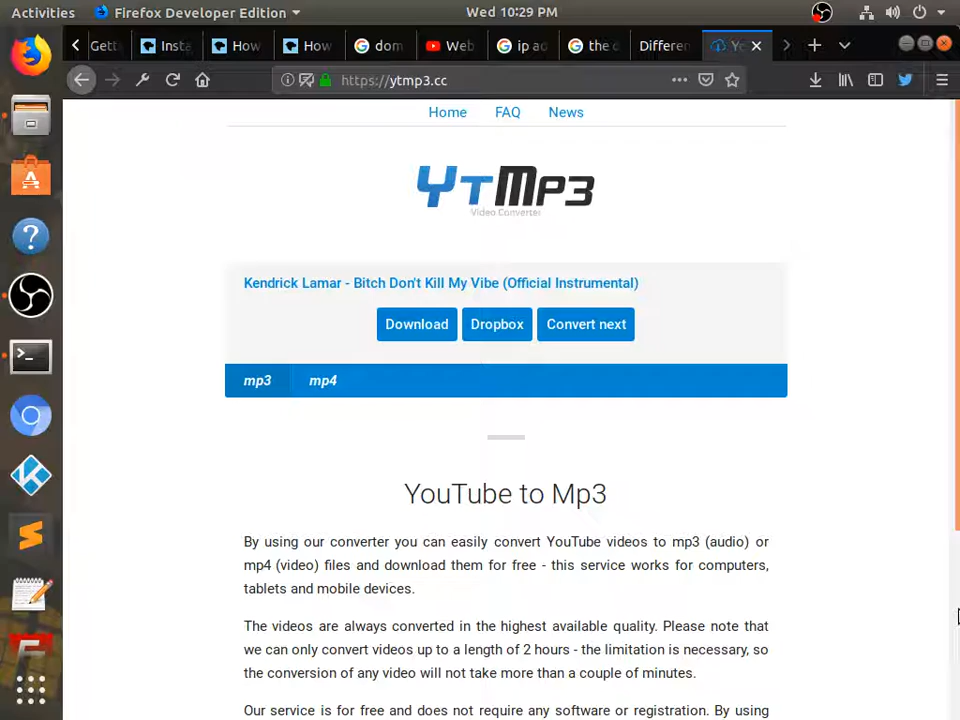 Activities Firefox Developer Edition Wed 10:29 PM
Gett Insta How How dom Web ip ad the d Differen Yo
https://ytmp3.cc
Home FAQ News
YTMP3
Video Converter
Kendrick Lamar - Bitch Don't Kill My Vibe (Official Instrumental)
Download Dropbox Convert next
mp3 mp4
YouTube to Mp3
By using our converter you can easily convert YouTube videos to mp3 (audio) or
mp4 (video) files and download them for free - this service works for computers,
tablets and mobile devices.
The videos are always converted in the highest available quality. Please note that
we can only convert videos up to a length of 2 hours - the limitation is necessary, so
the conversion of any video will not take more than a couple of minutes.
Our service is for free and does not require any software or registration. By using